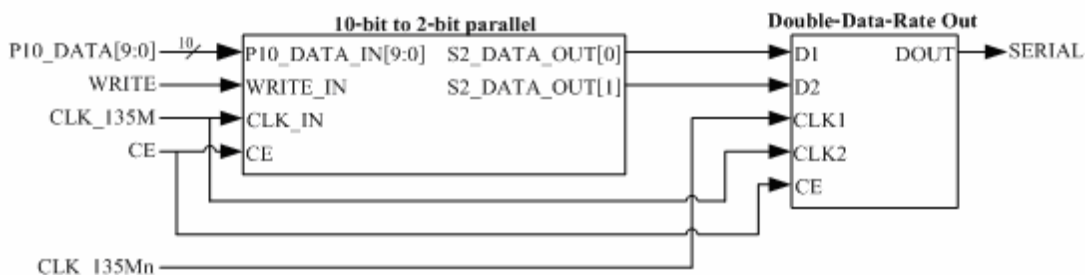 10-bit to 2-bit parallel
Double-Data-Rate Out
P10_DATA[9:0]
10
P10_DATA_IN[9:0]
S2_DATA_OUT[0]
D1
DOUT
SERIAL
WRITE
WRITE_IN
S2_DATA_OUT[1]
D2
CLK_135M
CLK_IN
CLK1
CE
CE
CLK2
CE
CLK_135Mn